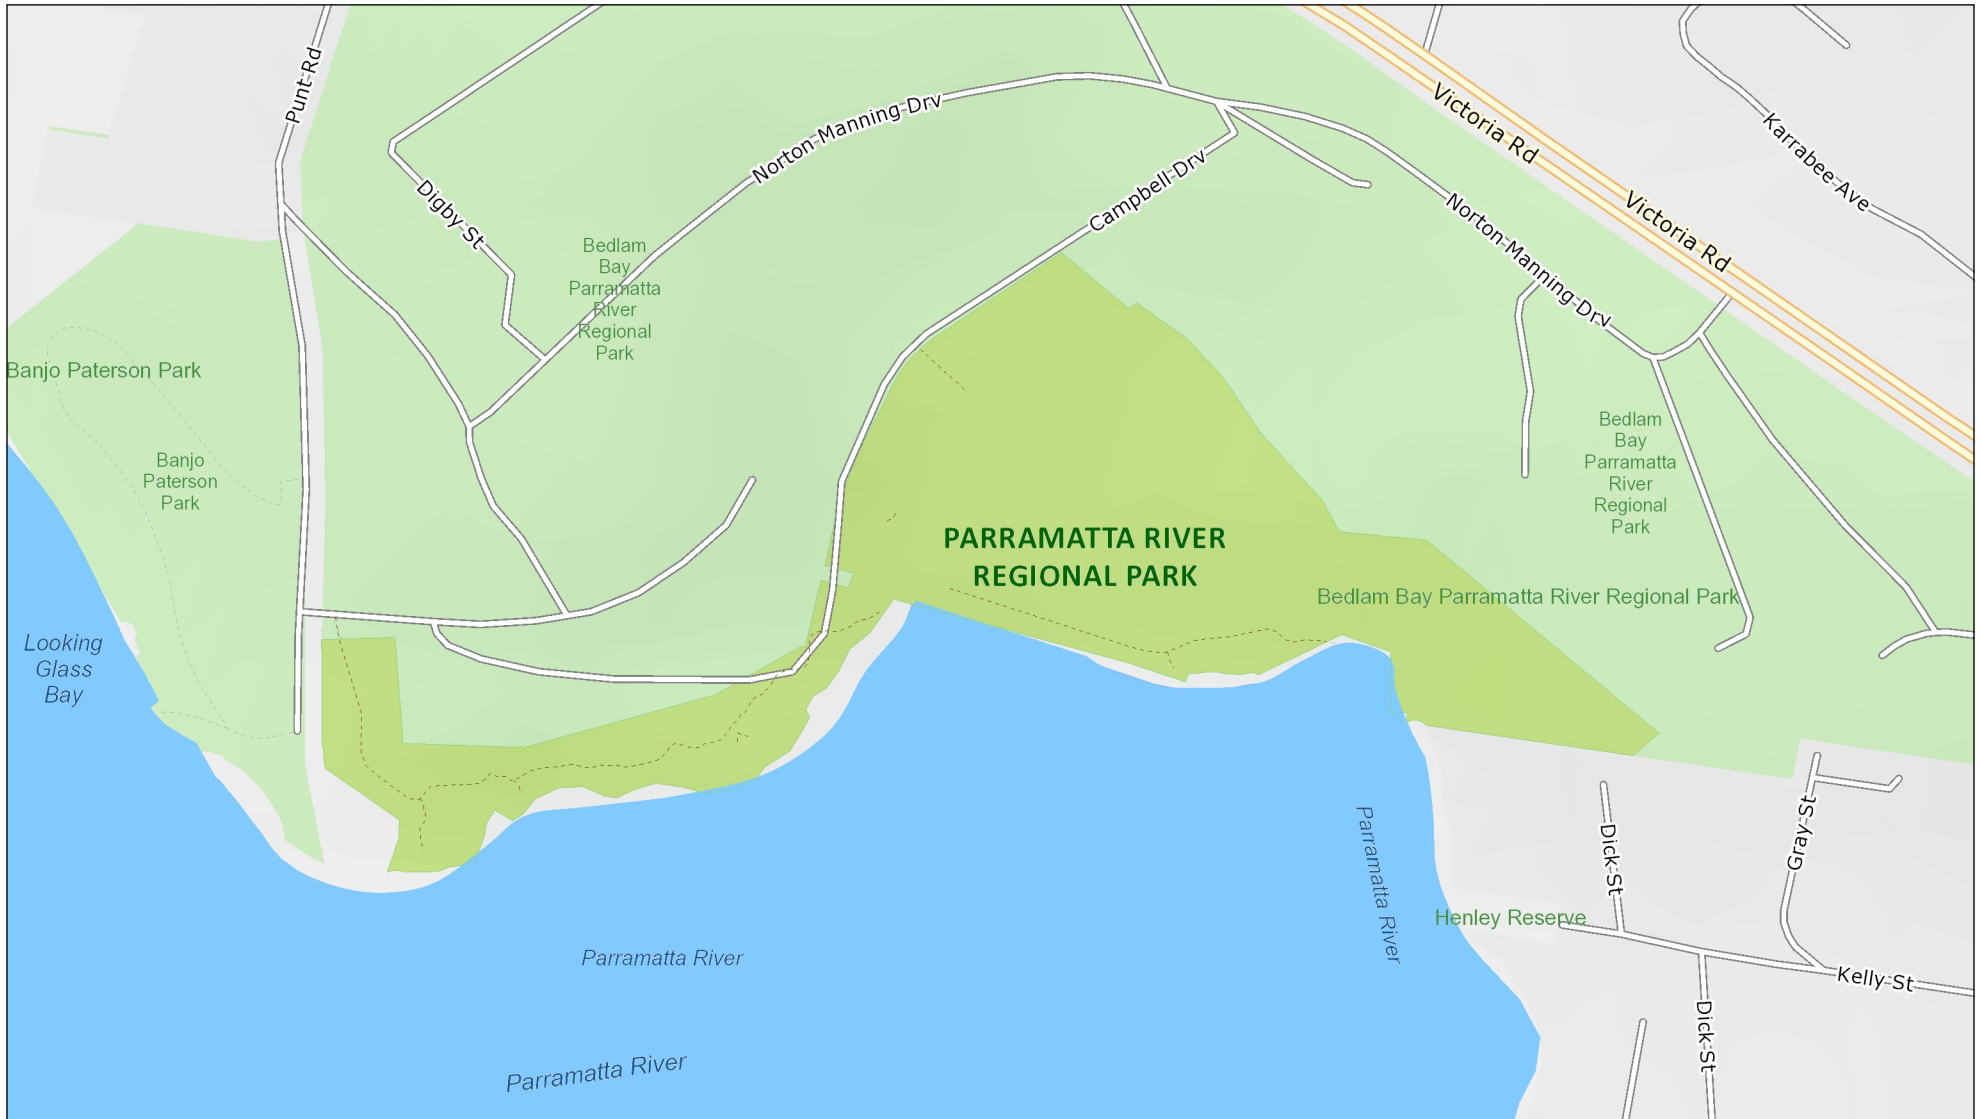 Punt Rd
Victoria Rd
Karrabee Ave
Norton Manning Drv
Campbell Drv
Digby St
Norton Manning Drv
Victoria Rd
Bedlam
Bay
Parramatta
River
Regional
Park
Banjo Paterson Park
Banjo
Paterson
Park
Bedlam
Bay
Parramatta
River
Regional
Park
PARRAMATTA RIVER
REGIONAL PARK
Bedlam Bay Parramatta River Regional Park
Looking
Glass
Bay
Parramatta River
Dick St
Gray St
Henley Reserve
Parramatta River
Kelly St
Dick St
Parramatta River